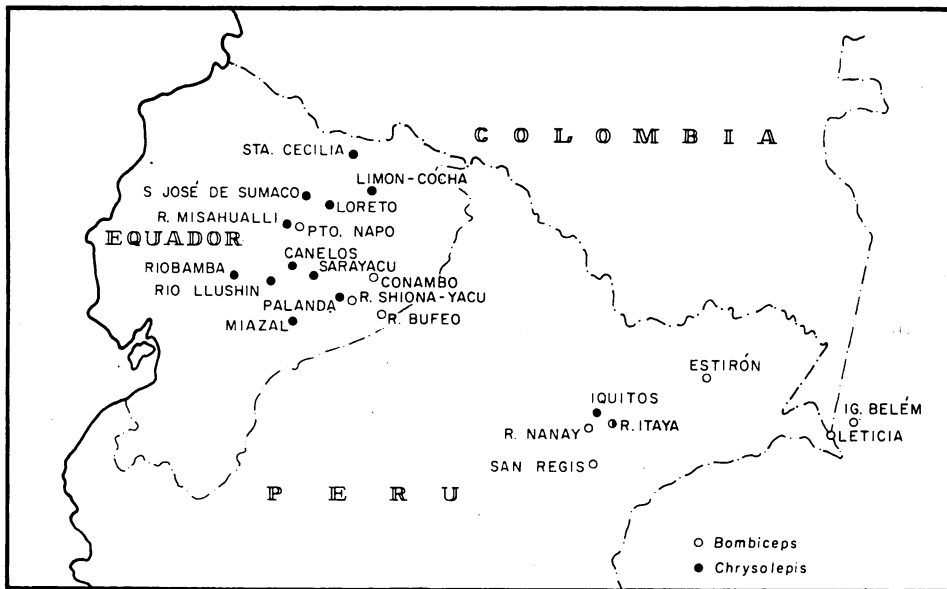 COLOMBIA
STA. CECILIA
LIMON-COCHA
S JOSÉ DE SUMACO
LORETO
R. MISAHUALLI
PTO. NAPO
EQUADOR
CANELOS
RIOBAMBA
SARAYACU
CONAMBO
RIO LLUSHIN
R. SHIONA-YACU
PALANDA
R. BUFEO
MIAZAL
ESTIRÓN
IQUITOS
IG. BELÉM
R. NANAY
R. ITAYA
LETICIA
SAN REGIS
PERU
Bombiceps
Chrysolepis